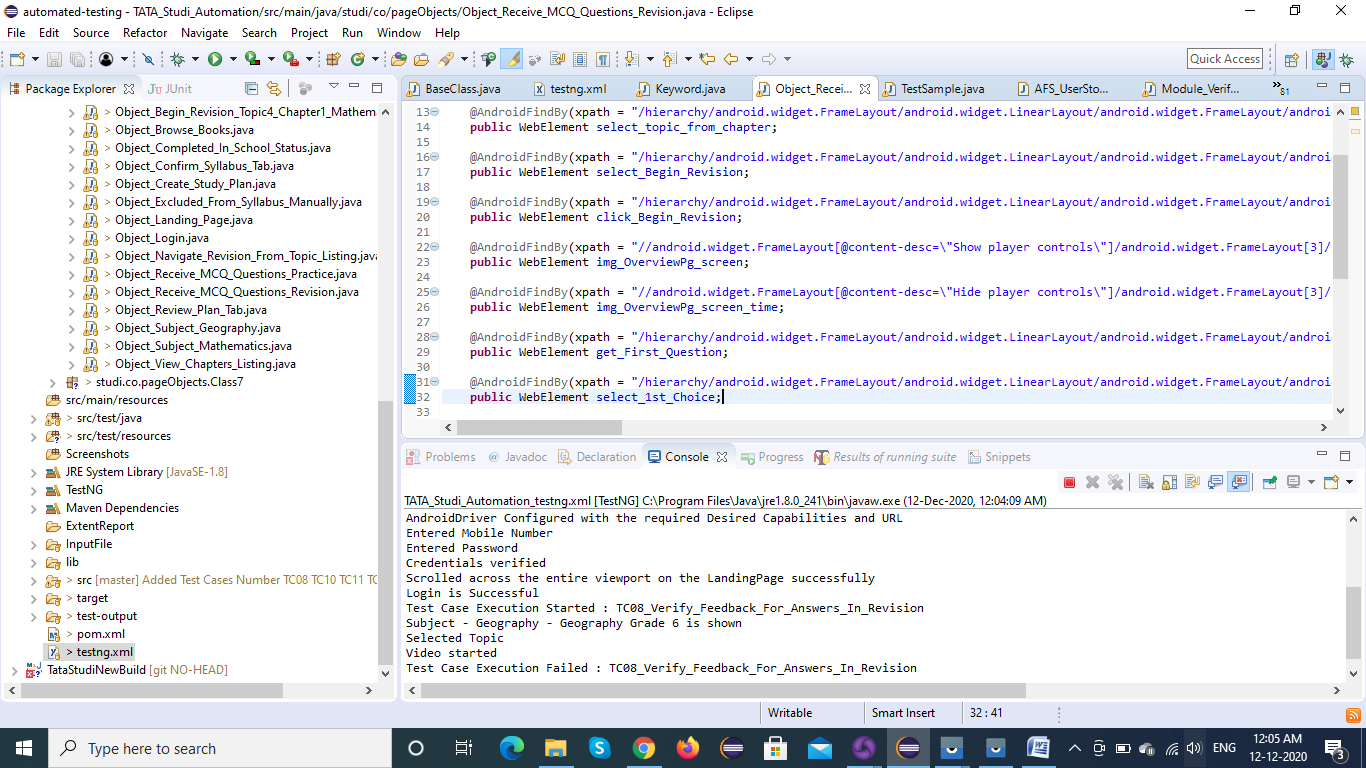 automated-testing - TATA_Studi_Automation/src/main/java/studi/co/pageObjects/Object_Receive_MCQ_Questions_Revision.java - Eclipse
File Edit Source Refactor Navigate Search Project Run Window Help
Quick Access
Package Explorer JUnit
Object_Begin_Revision_Topic4_Chapter1_Mathema
> Object_Browse_Books.java
> Object_Completed_In_School_Status.java
> Object_Confirm_Syllabus_Tab.java
> Object_Create_Study_Plan.java
> Object_Excluded_From_Syllabus_Manually.java
> Object_Landing_Page.java
> Object_Login.java
> Object_Navigate_Revision_From_Topic_Listing.java
> Object_Receive_MCQ_Questions_Practice.java
> Object_Receive_MCQ_Questions_Revision.java
> Object_Review_Plan_Tab.java
> Object_Subject_Geography.java
> Object_Subject_Mathematics.java
> Object_View_Chapters_Listing.java
> studi.co.pageObjects.Class7
src/main/resources
> src/test/java
> src/test/resources
Screenshots
JRE System Library [JavaSE-1.8]
TestNG
Maven Dependencies
ExtentReport
InputFile
lib
> src [master] Added Test Cases Number TC08 TC10 TC11 TC
> target
> test-output
> pom.xml
> testng.xml
TataStudiNewBuild [git NO-HEAD]
BaseClass.java testng.xml Keyword.java Object_Recei... TestSample.java AFS_UserSto... Module_Verif... »81
13 @AndroidFindBy(xpath = "/hierarchy/android.widget.FrameLayout/android.widget.LinearLayout/android.widget.FrameLayout/androi
14 public WebElement select_topic_from_chapter;
15
16 @AndroidFindBy(xpath = "/hierarchy/android.widget.FrameLayout/android.widget.LinearLayout/android.widget.FrameLayout/androi
17 public WebElement select_Begin_Revision;
18
19 @AndroidFindBy(xpath = "/hierarchy/android.widget.FrameLayout/android.widget.LinearLayout/android.widget.FrameLayout/androi
20 public WebElement click_Begin_Revision;
21
22 @AndroidFindBy(xpath = "//android.widget.FrameLayout[@content-desc=\"Show player controls\"]/android.widget.FrameLayout[3]/
23 public WebElement img_OverviewPg_screen;
24
25 @AndroidFindBy(xpath = "//android.widget.FrameLayout[@content-desc=\"Hide player controls\"]/android.widget.FrameLayout[3]/
26 public WebElement img_OverviewPg_screen_time;
27
28 @AndroidFindBy(xpath = "/hierarchy/android.widget.FrameLayout/android.widget.LinearLayout/android.widget.FrameLayout/androi
29 public WebElement get_First_Question;
30
31 @AndroidFindBy(xpath = "/hierarchy/android.widget.FrameLayout/android.widget.LinearLayout/android.widget.FrameLayout/androi
32 public WebElement select_1st_Choice;
33
Problems @ Javadoc Declaration Console Progress Results of running suite Snippets
TATA_Studi_Automation_testng.xml [TestNG] C:\Program Files\Java\jre1.8.0_241\bin\javaw.exe (12-Dec-2020, 12:04:09 AM)
AndroidDriver Configured with the required Desired Capabilities and URL
Entered Mobile Number
Entered Password
Credentials verified
Scrolled across the entire viewport on the LandingPage successfully
Login is Successful
Test Case Execution Started : TC08_Verify_Feedback_For_Answers_In_Revision
Subject - Geography - Geography Grade 6 is shown
Selected Topic
Video started
Test Case Execution Failed : TC08_Verify_Feedback_For_Answers_In_Revision
Writable Smart Insert 32 : 41
Type here to search
ENG
12:05 AM
12-12-2020
3